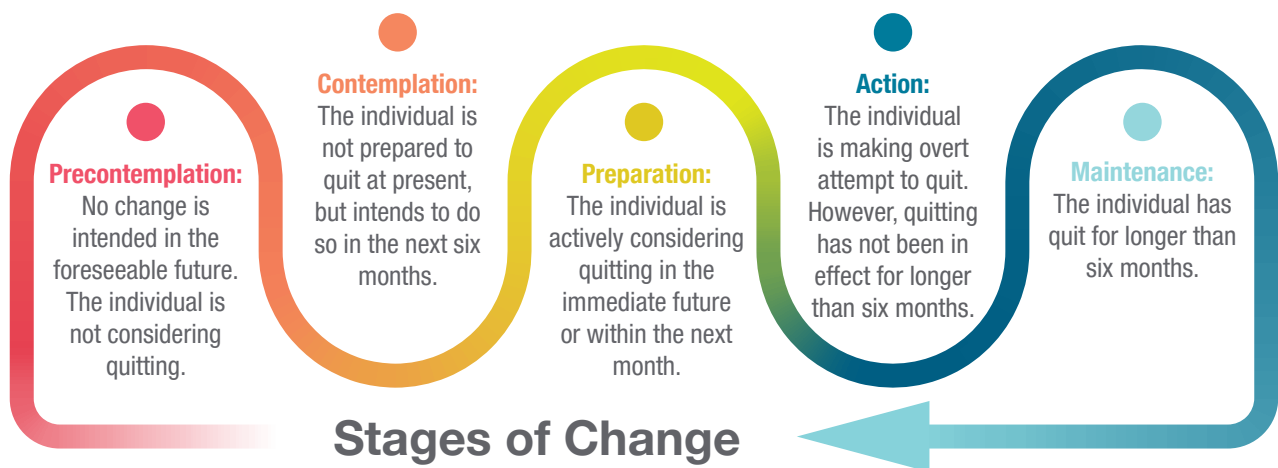 Precontemplation:
No change is
intended in the
foreseeable future.
The individual is
not considering
quitting.
Contemplation:
The individual is
not prepared to
quit at present,
but intends to do
so in the next six
months.
Preparation:
The individual is
actively considering
quitting in the
immediate future
or within the next
month.
Action:
The individual
is making overt
attempt to quit.
However, quitting
has not been in
effect for longer
than six months.
Maintenance:
The individual has
quit for longer than
six months.
Stages of Change